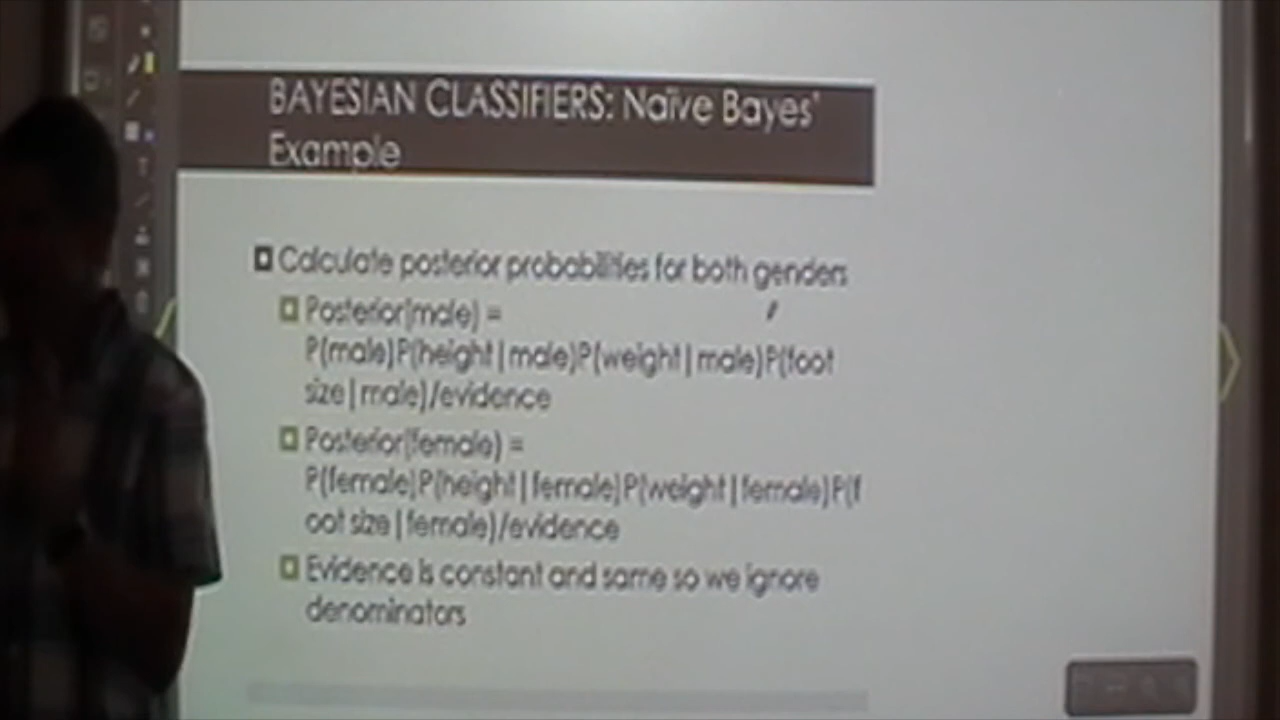 BAYESIAN CLASSIFIERS: Naïve Bayes'
Example
Calculate posterior probabilities for both genders
Posterior(male) =
P(male)P(height|male)P(weight|male)P(foot
size|male)/evidence
Posterior(female) =
P(female)P(height|female)P(weight|female)P(f
oot size|female)/evidence
Evidence is constant and same so we ignore
denominators